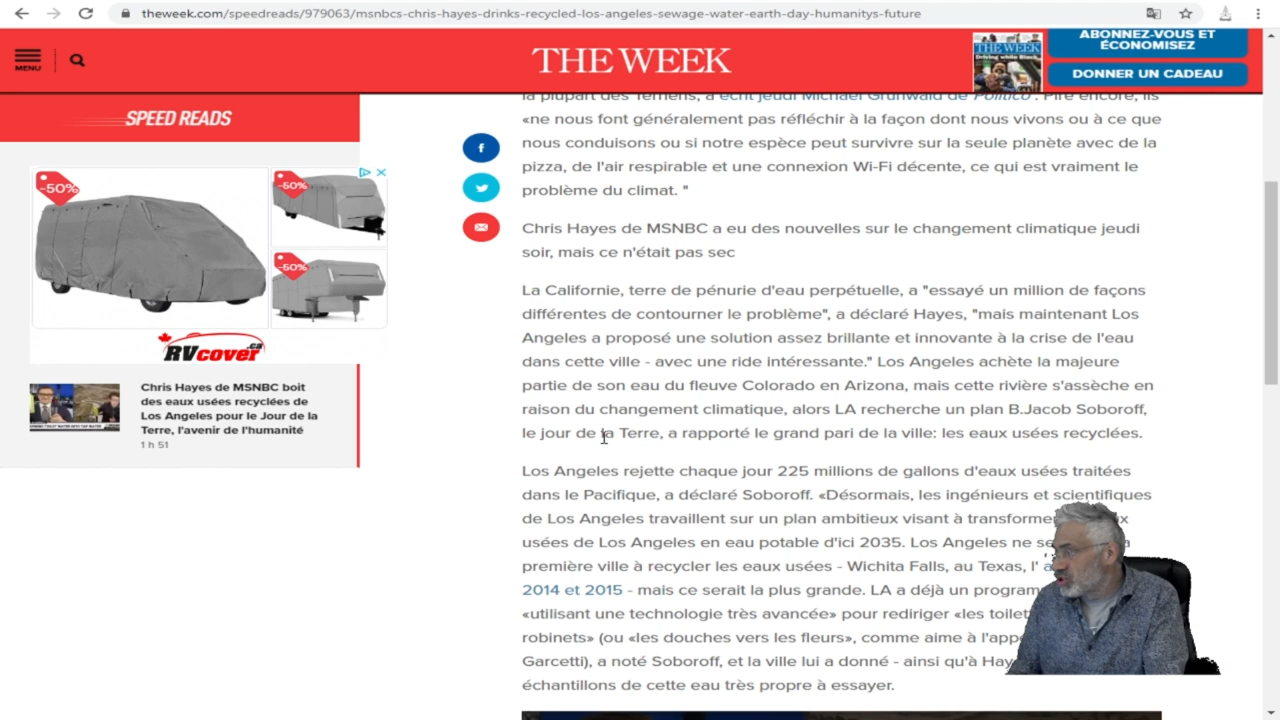 theweek.com/speedreads/979063/msnbcs-chris-hayes-drinks-recycled-los-angeles-sewage-water-earth-day-humanitys-future
MENU
THE WEEK
THE WEEK
ABONNEZ-VOUS ET
ÉCONOMISEZ
DONNER UN CADEAU
SPEED READS
-50%
-50%
-50%
RVcover.ca
Chris Hayes de MSNBC boit
des eaux usées recyclées de
Los Angeles pour le Jour de la
Terre, l'avenir de l'humanité
1 h 51
la plupart des Terriens, a écrit jeudi Michael Grunwald de Politico . Pire encore, ils
«ne nous font généralement pas réfléchir à la façon dont nous vivons ou à ce que
nous conduisons ou si notre espèce peut survivre sur la seule planète avec de la
pizza, de l'air respirable et une connexion Wi-Fi décente, ce qui est vraiment le
problème du climat. "
Chris Hayes de MSNBC a eu des nouvelles sur le changement climatique jeudi
soir, mais ce n'était pas sec
La Californie, terre de pénurie d'eau perpétuelle, a "essayé un million de façons
différentes de contourner le problème", a déclaré Hayes, "mais maintenant Los
Angeles a proposé une solution assez brillante et innovante à la crise de l'eau
dans cette ville - avec une ride intéressante." Los Angeles achète la majeure
partie de son eau du fleuve Colorado en Arizona, mais cette rivière s'assèche en
raison du changement climatique, alors LA recherche un plan B.Jacob Soboroff,
le jour de la Terre, a rapporté le grand pari de la ville: les eaux usées recyclées.
Los Angeles rejette chaque jour 225 millions de gallons d'eaux usées traitées
dans le Pacifique, a déclaré Soboroff. «Désormais, les ingénieurs et scientifiques
de Los Angeles travaillent sur un plan ambitieux visant à
usées de Los Angeles en eau potable d'ici 2035. Los Angeles ne
première ville à recycler les eaux usées - Wichita Falls, au Texas, l'
2014 et 2015 - mais ce serait la plus grande. LA a déjà un
«utilisant une technologie très avancée» pour rediriger «les
robinets» (ou «les douches vers les fleurs», comme aime à
Garcetti), a noté Soboroff, et la ville lui a donné - ainsi qu'à
échantillons de cette eau très propre à essayer.